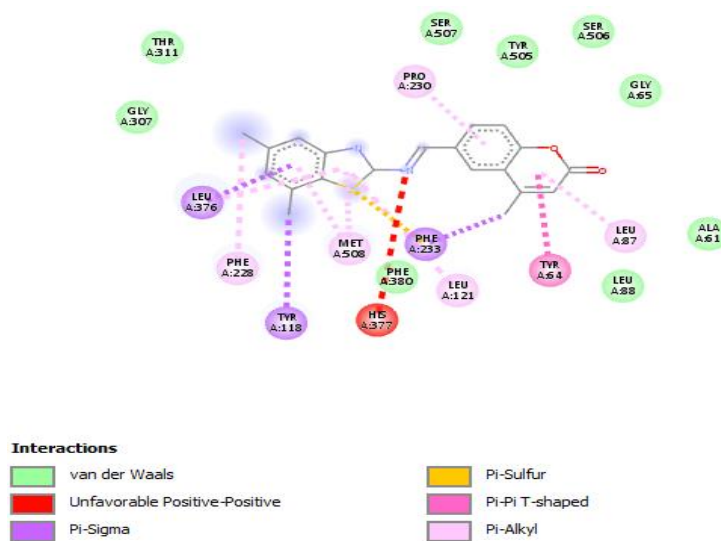 SER
A:507
TYR
A:505
SER
A:506
THR
A:311
PRO
A:230
GLY
A:65
GLY
A:307
N
N
S
O
O
LEU
A:376
PHE
A:228
MET
A:508
PHE
A:233
PHE
A:380
LEU
A:121
TYR
A:64
LEU
A:87
ALA
A:61
LEU
A:88
TYR
A:118
HIS
A:377
Interactions
van der Waals
Unfavorable Positive-Positive
Pi-Sigma
Pi-Sulfur
Pi-Pi T-shaped
Pi-Alkyl